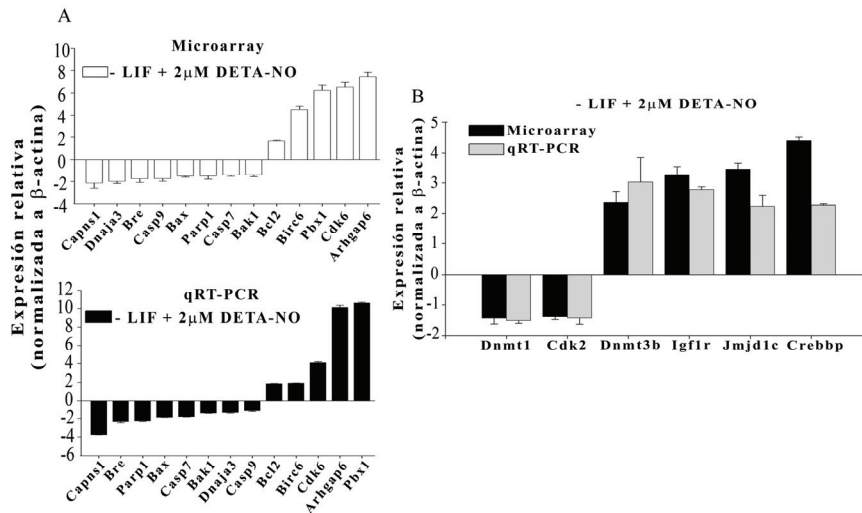 A
Microarray
- LIF + 2μM DETA-NO
10
8
6
4
2
0
-2
-4
Capns1
Dnaja3
Bre
Casp9
Bax
Parp1
Casp7
Bak1
Bcl2
Birc6
Pbx1
Cdk6
Arhgap6
Expresión relativa
(normalizada a β-actina)
qRT-PCR
- LIF + 2μM DETA-NO
12
10
8
6
4
2
0
-2
-4
-6
Capns1
Bre
Parp1
Bax
Casp7
Bak1
Dnaja3
Casp9
Bcl2
Birc6
Cdk6
Arhgap6
Pbx1
B
- LIF + 2μM DETA-NO
Microarray
qRT-PCR
Expresión relativa
(normalizada a β-actina)
5
4
3
2
1
0
-1
-2
Dnmt1
Cdk2
Dnmt3b
Igf1r
Jmjd1c
Crebbp